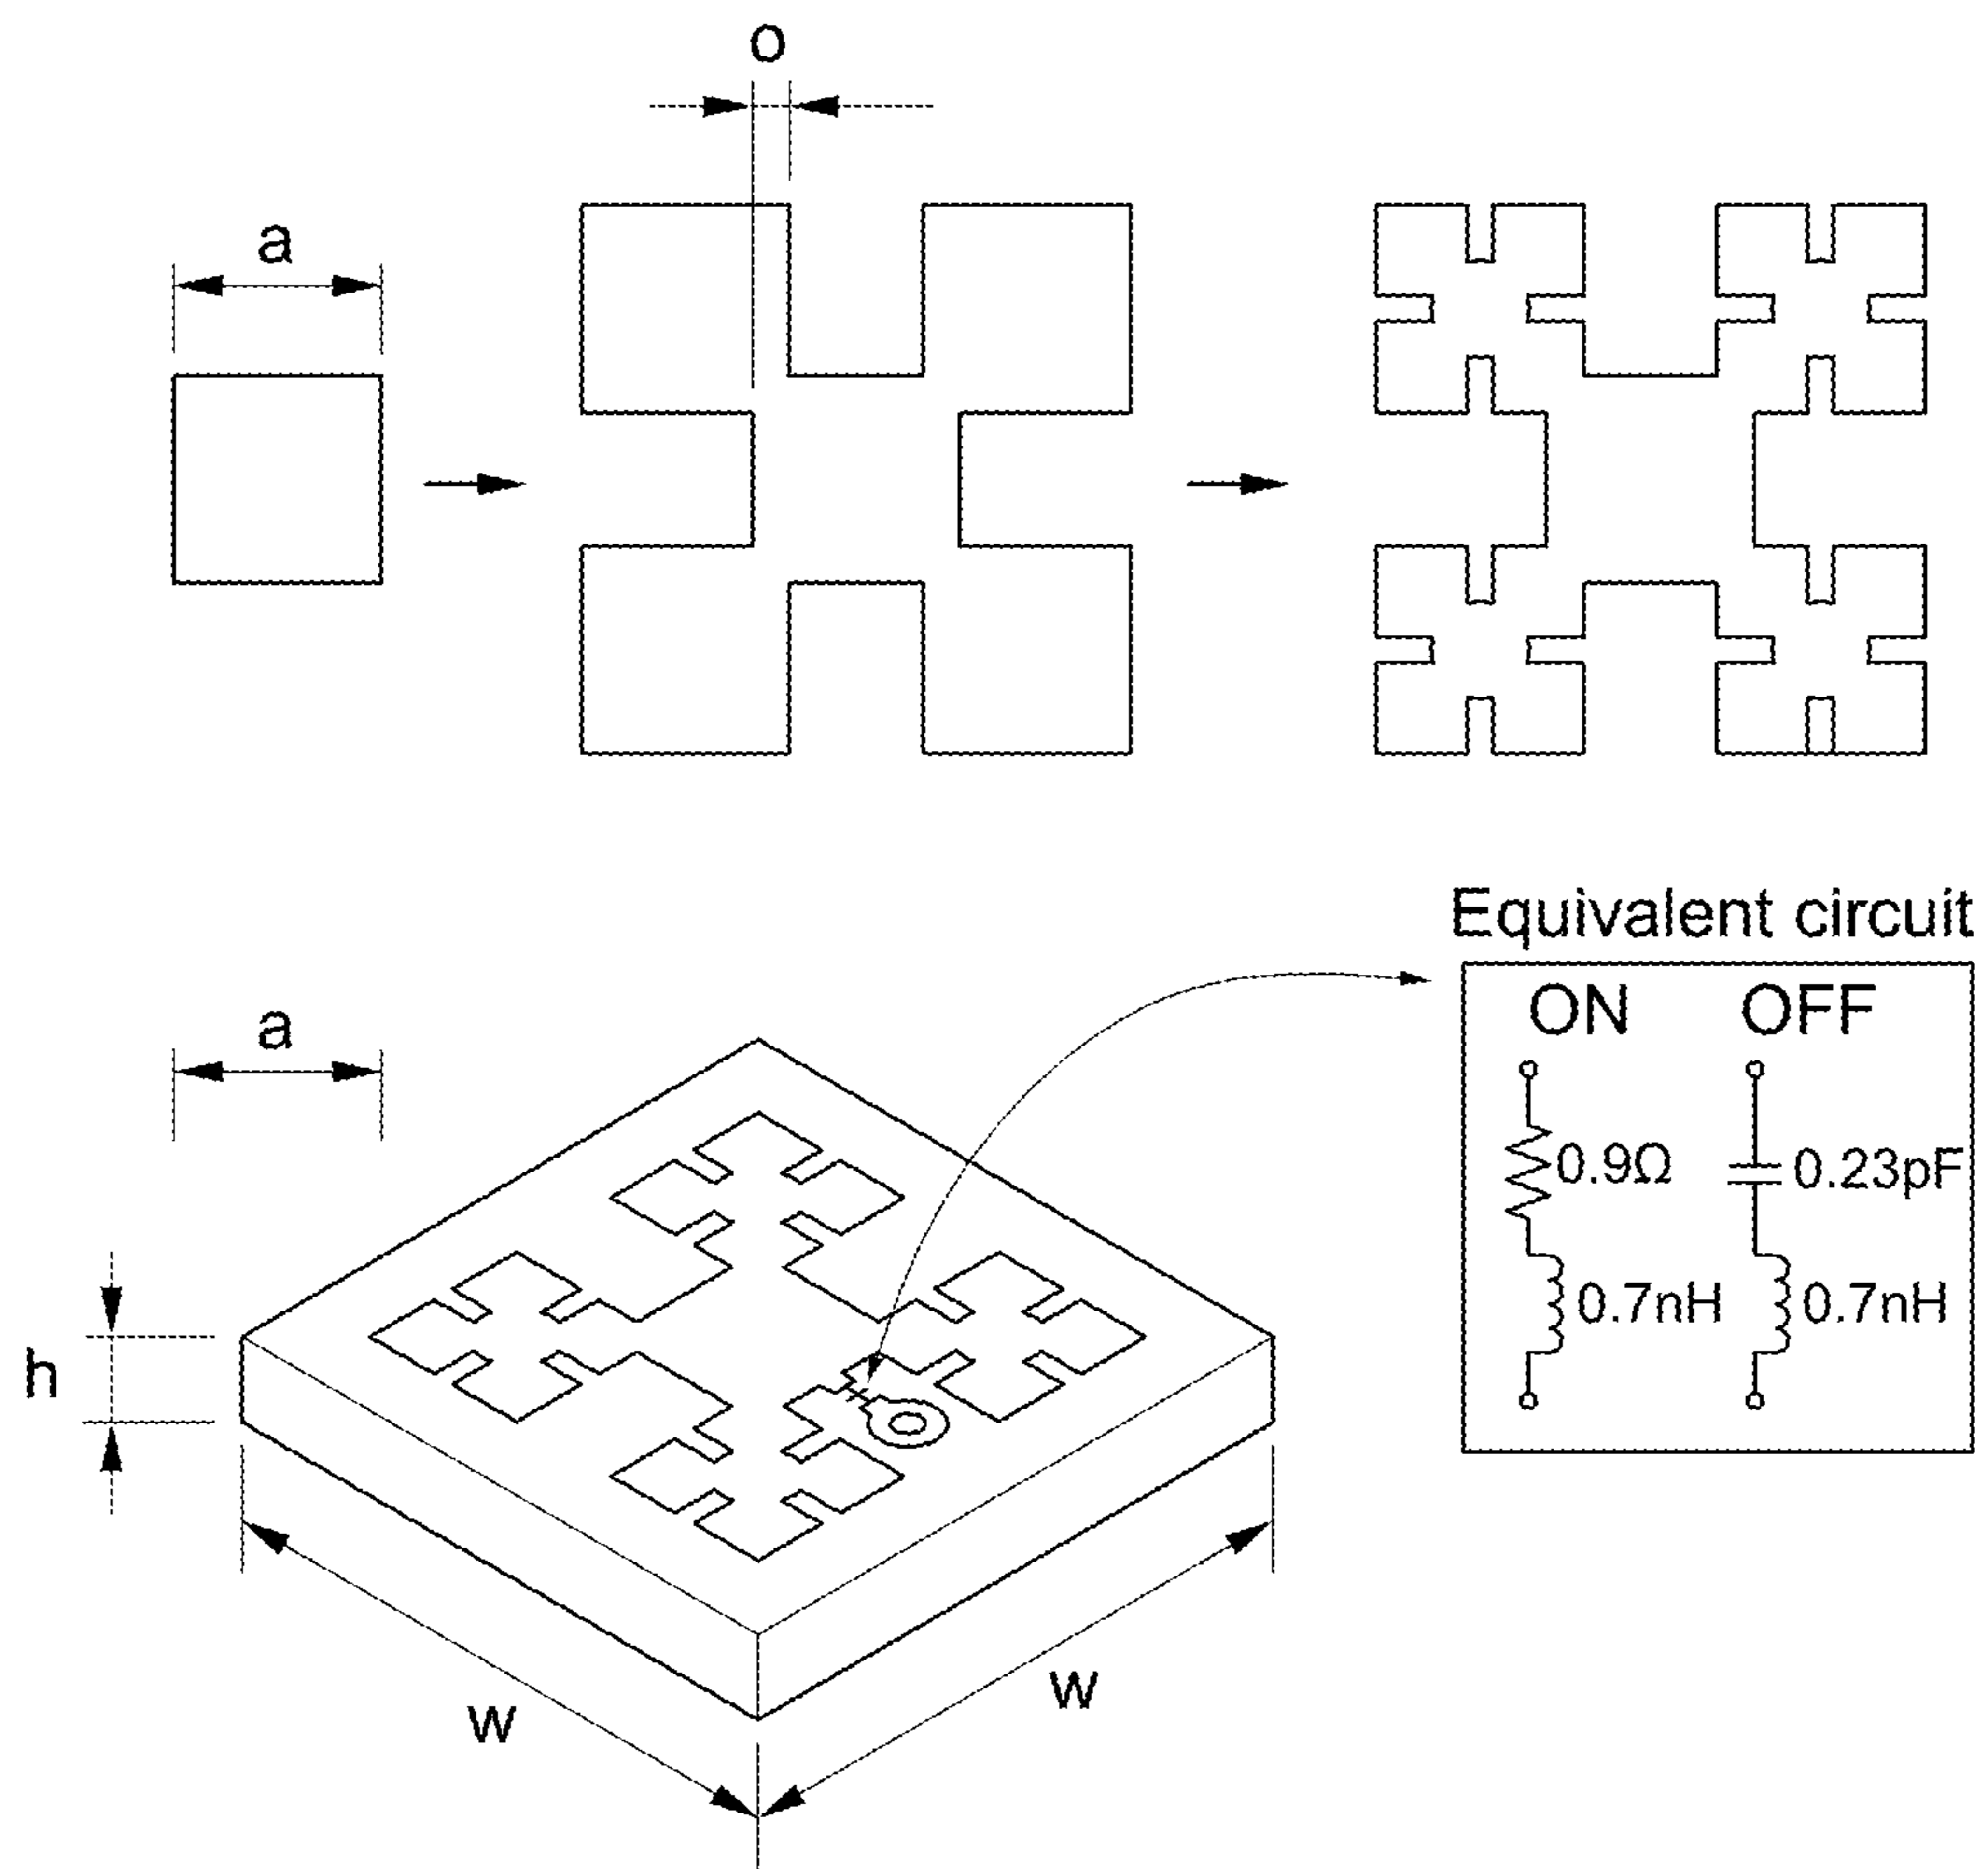 o
a
Equivalent circuit
ON OFF
a
0.9Ω 0.23pF
0.7nH 0.7nH
h
w
w